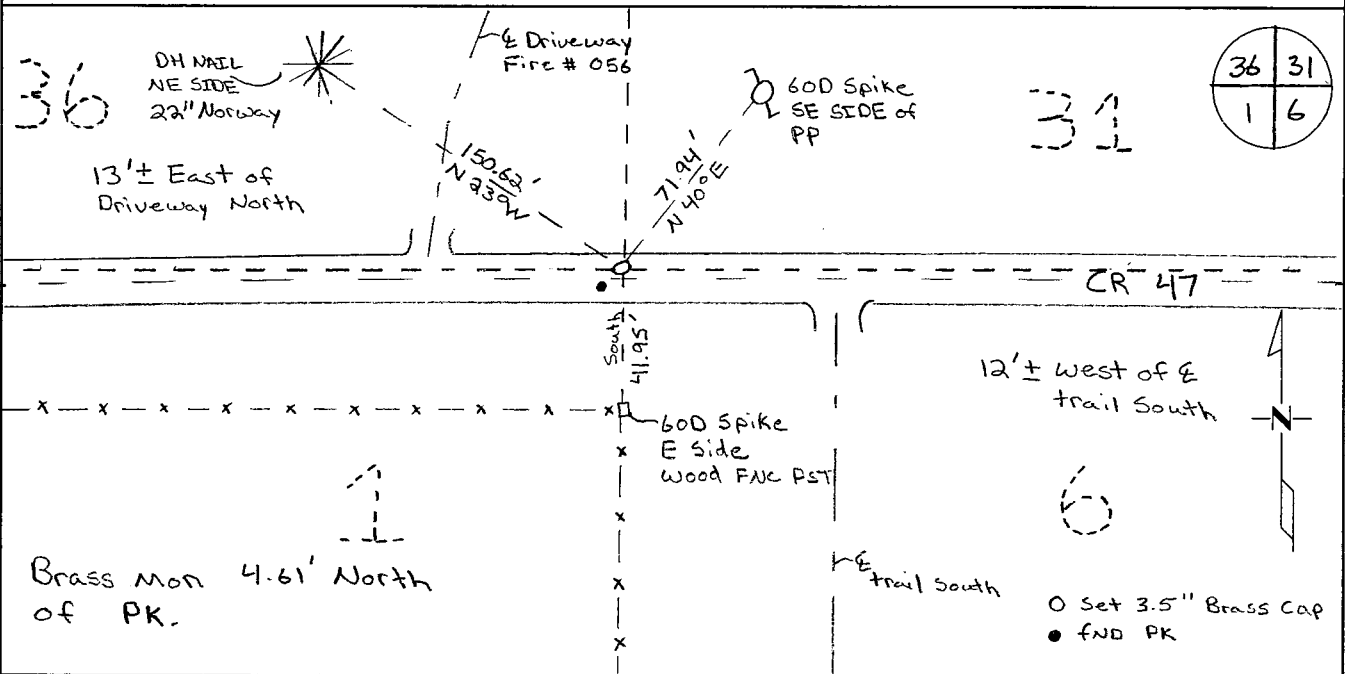 36
DH NAIL
NE SIDE
22" Norway
13'± East of
Driveway North
℄ Driveway
Fire # 056
150.62'
N 23°W
71.94'
N 40°E
60D Spike
SE SIDE of
PP
31
36 31
1 6
CR 47
South
41.95'
60D Spike
E Side
Wood FNC PST
12'± west of ℄
trail South
N
1
6
Brass Mon 4.61' North
of PK.
℄
trail South
O Set 3.5" Brass Cap
● fND PK